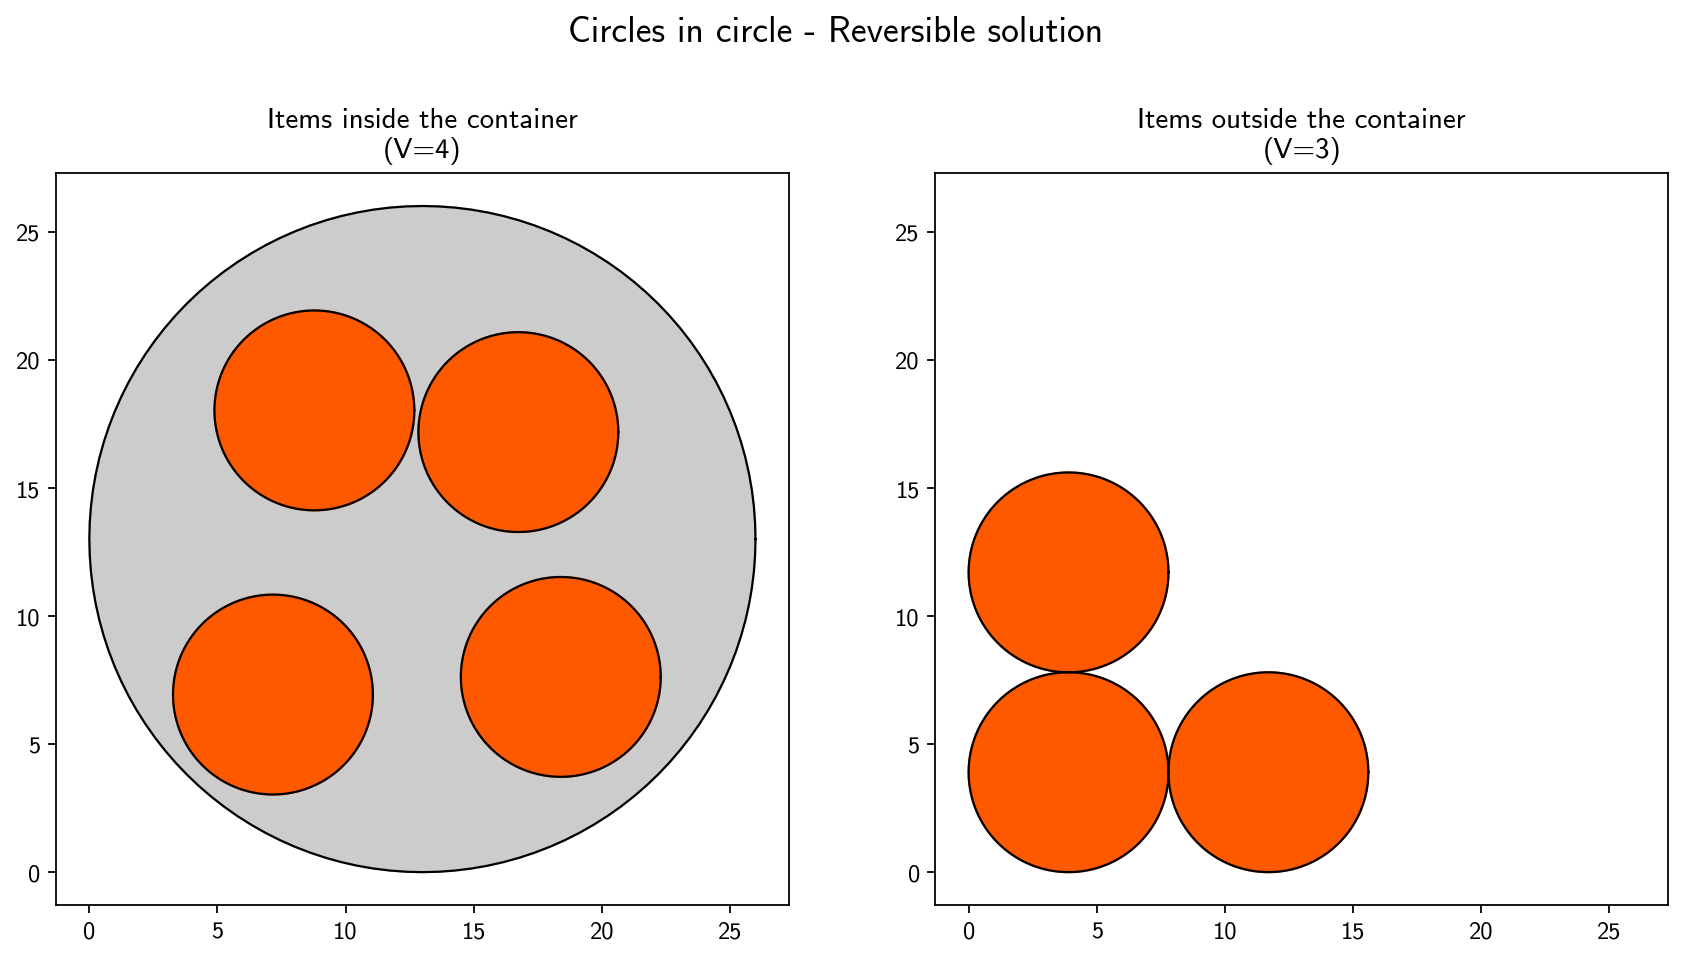 Circles in circle - Reversible solution
Items inside the container
(V=4)
25
20
15
10
5
0
0 5 10 15 20 25
Items outside the container
(V=3)
25
20
15
10
5
0
0 5 10 15 20 25